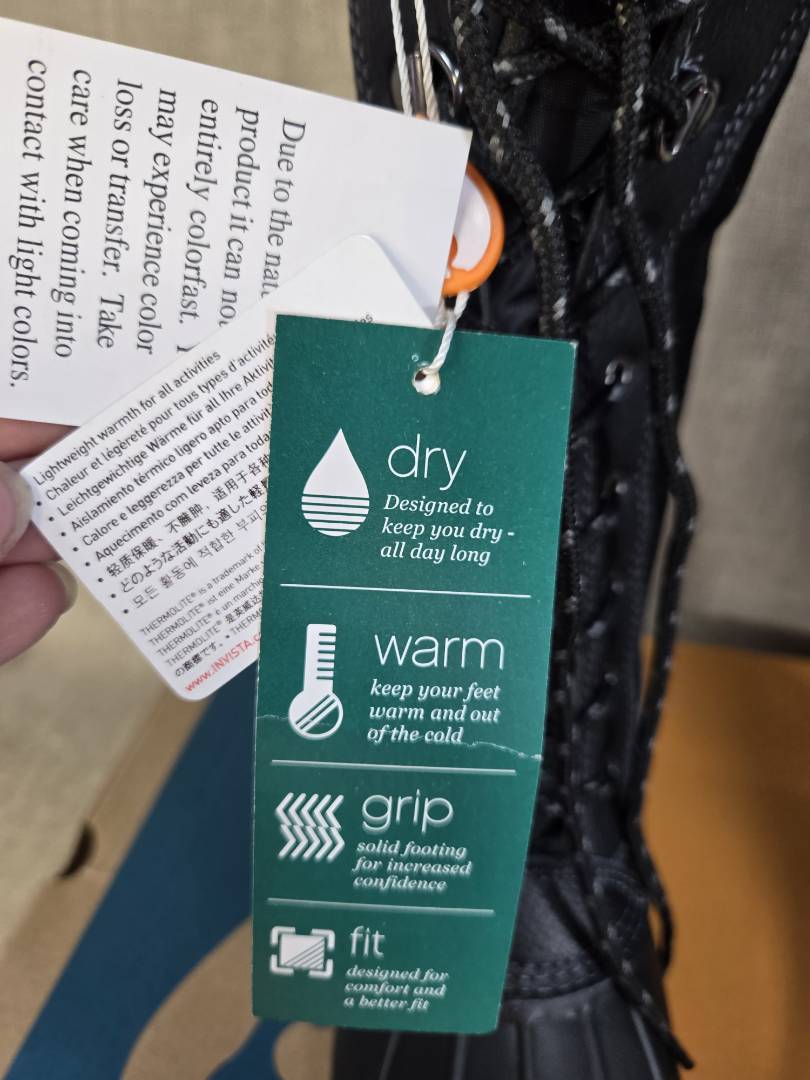 Due to the
product it can
entirely colorfast.
may experience color
loss or transfer. Take
care when coming into
contact with light colors.
Lightweight warmth for all activities
• Chaleur et légèreté pour tous types d'activité
• Leichtgewichtige Wärme für all Ihre
• Aislamiento térmico ligero apto para
• Calore e leggerezza per tutte le
• Aquecimento com leveza para
• 轻质保暖、不臃肿，适用于各种
• どのような活動にも適した軽
• 모든 활동에 적합한
THERMOLITE® is a trademark of
THERMOLITE® ist eine Marke
THERMOLITE® é un
THERMOLITE® 是英威达
の商標です。 •
www.INVISTA.
dry
Designed to
keep you dry -
all day long
warm
keep your feet
warm and out
of the cold
grip
solid footing
for increased
confidence
fit
designed for
comfort and
a better fit